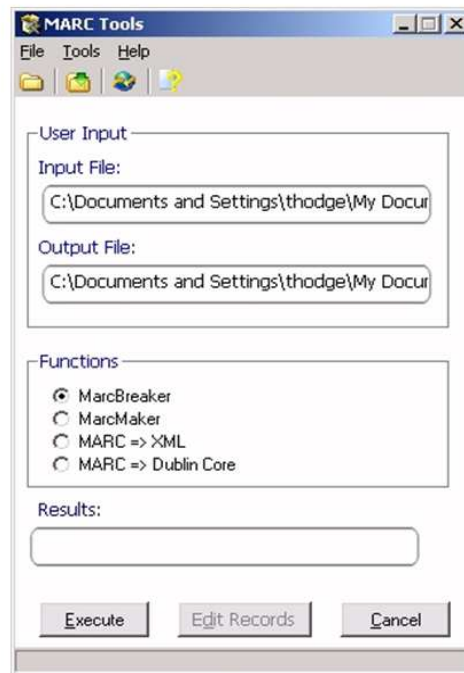 MARC Tools
File Tools Help
User Input
Input File:
C:\Documents and Settings\thodge\My Docur
Output File:
C:\Documents and Settings\thodge\My Docur
Functions
MarcBreaker
MarcMaker
MARC => XML
MARC => Dublin Core
Results:
Execute Edit Records Cancel